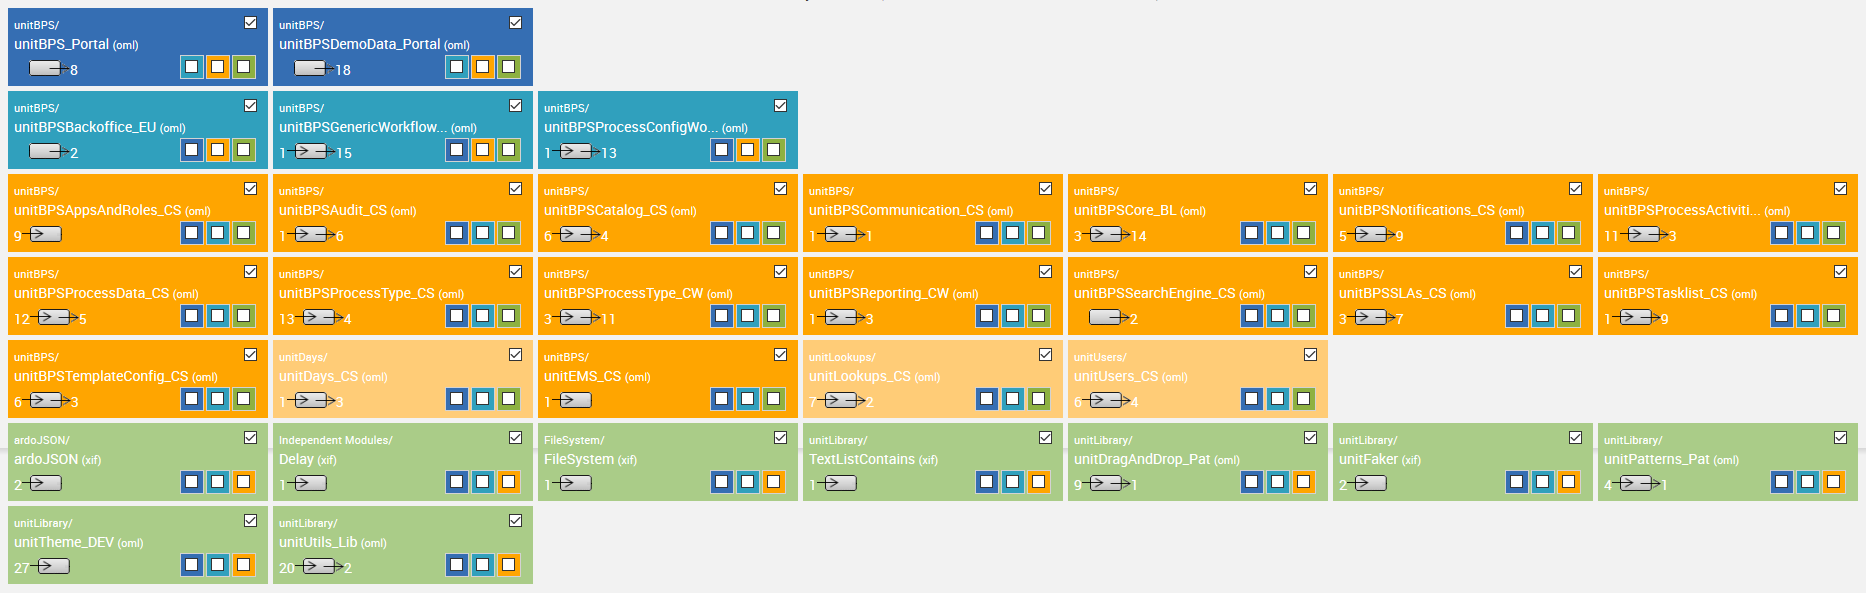 unitBPS/
unitBPS_Portal (oml)
8
unitBPS/
unitBPSDemoData_Portal (oml)
18
unitBPS/
unitBPSBackoffice_EU (oml)
2
unitBPS/
unitBPSGenericWorkflow... (oml)
1 15
unitBPS/
unitBPSProcessConfigWo... (oml)
1 13
unitBPS/
unitBPSAppsAndRoles_CS (oml)
9
unitBPS/
unitBPSAudit_CS (oml)
1 6
unitBPS/
unitBPSCatalog_CS (oml)
6 4
unitBPS/
unitBPSCommunication_CS (oml)
1 1
unitBPS/
unitBPSCore_BL (oml)
3 14
unitBPS/
unitBPSNotifications_CS (oml)
5 9
unitBPS/
unitBPSProcessActiviti... (oml)
11 3
unitBPS/
unitBPSProcessData_CS (oml)
12 5
unitBPS/
unitBPSProcessType_CS (oml)
13 4
unitBPS/
unitBPSProcessType_CW (oml)
3 11
unitBPS/
unitBPSReporting_CW (oml)
1 3
unitBPS/
unitBPSSearchEngine_CS (oml)
2
unitBPS/
unitBPSSLAs_CS (oml)
3 7
unitBPS/
unitBPSTasklist_CS (oml)
1 9
unitBPS/
unitBPSTemplateConfig_CS (oml)
6 3
unitDays/
unitDays_CS (oml)
1 3
unitBPS/
unitEMS_CS (oml)
1
unitLookups/
unitLookups_CS (oml)
7 2
unitUsers/
unitUsers_CS (oml)
6 4
ardoJSON/
ardoJSON (xif)
2
Independent Modules/
Delay (xif)
1
FileSystem/
FileSystem (xif)
1
unitLibrary/
TextListContains (xif)
1
unitLibrary/
unitDragAndDrop_Pat (oml)
9 1
unitLibrary/
unitFaker (xif)
2
unitLibrary/
unitPatterns_Pat (oml)
4 1
unitLibrary/
unitTheme_DEV (oml)
27
unitLibrary/
unitUtils_Lib (oml)
20 2